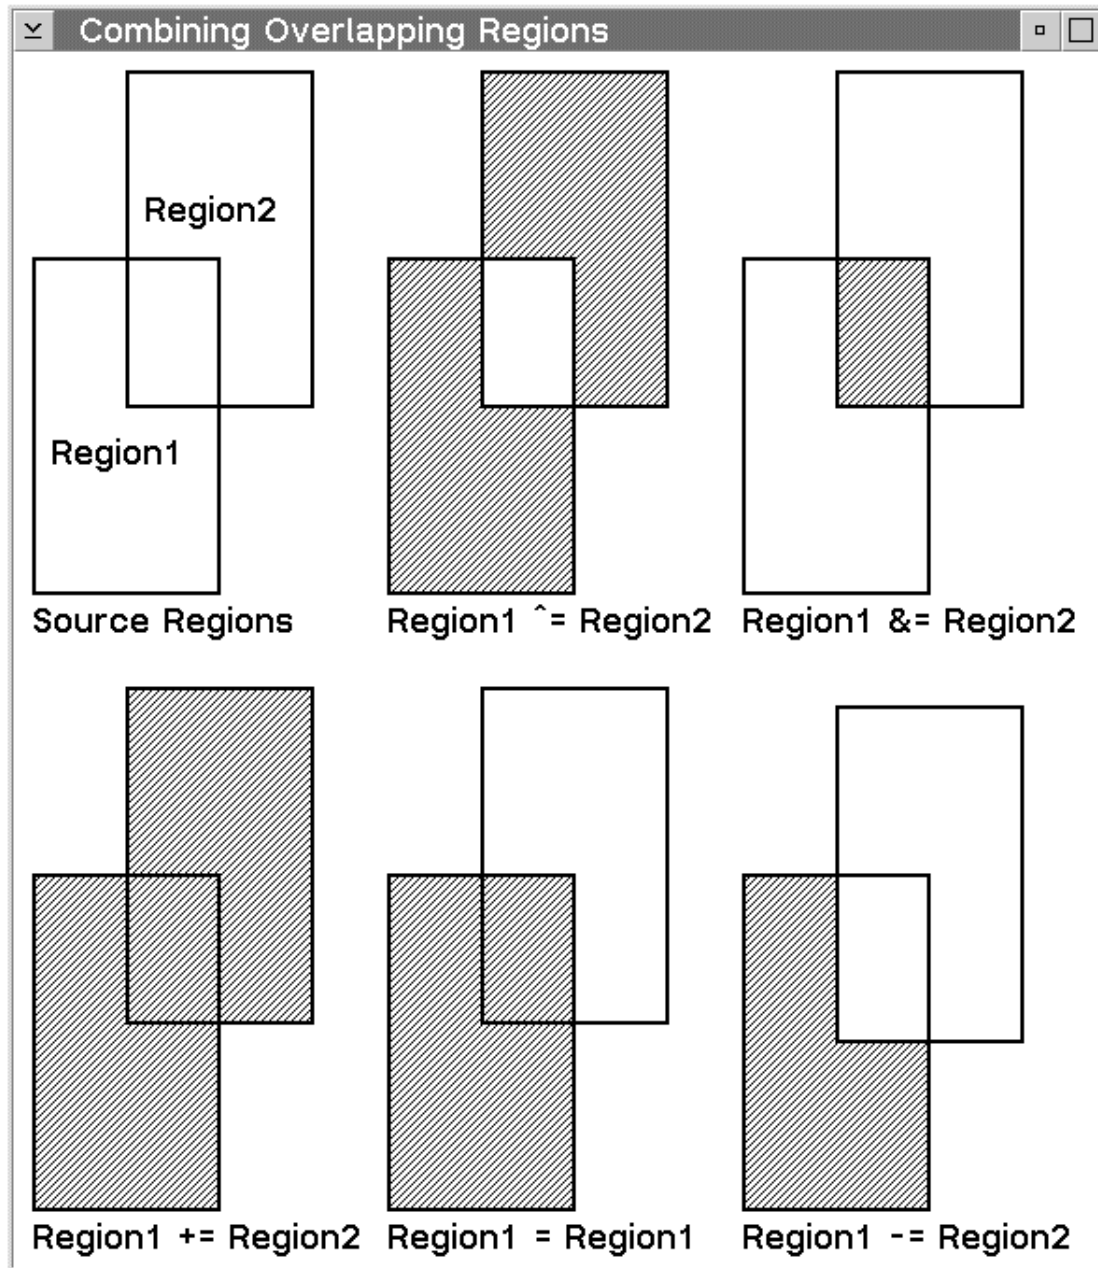 Combining Overlapping Regions
Region2
Region1
Source Regions
Region1 ^= Region2
Region1 &= Region2
Region1 += Region2
Region1 = Region1
Region1 -= Region2